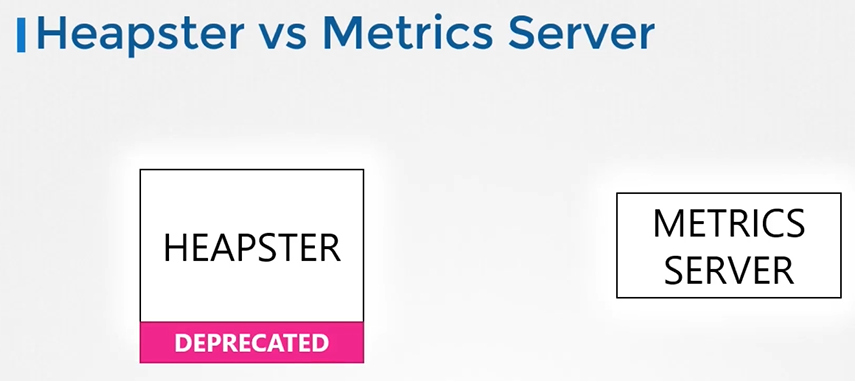 Heapster vs Metrics Server
HEAPSTER
DEPRECATED
METRICS
SERVER